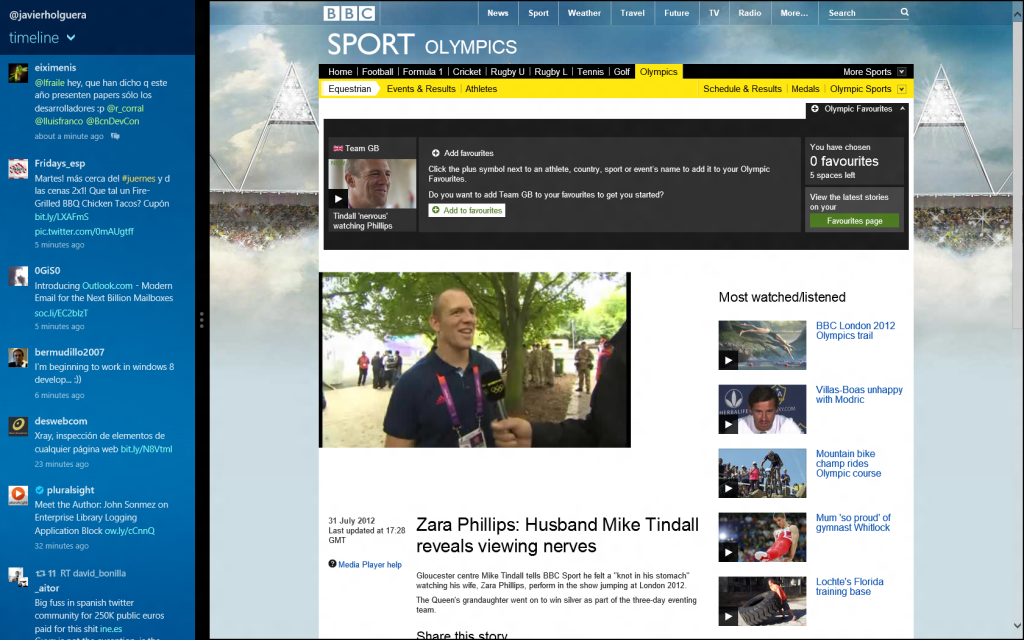 @javierholguera
timeline
eiximenis
@lfraile hey, que han dicho q este
año presenten papers sólo los
desarrolladores :p @r_corral
@lluisfranco @BcnDevCon
about a minute ago
Fridays_esp
Martes! más cerca del #juernes y d
las cenas 2x1! Que tal un Fire-
Grilled BBQ Chicken Tacos? Cupón
bit.ly/LXAFmS
pic.twitter.com/0mAUgtff
5 minutes ago
0GiS0
Introducing Outlook.com - Modern
Email for the Next Billion Mailboxes
soc.li/EC2bIzT
5 minutes ago
bermudillo2007
I'm beginning to work in windows 8
develop... :))
6 minutes ago
deswebcom
Xray, inspección de elementos de
cualquier página web bit.ly/N8VtmI
23 minutes ago
pluralsight
Meet the Author: John Sonmez on
Enterprise Library Logging
Application Block ow.ly/cCnnQ
32 minutes ago
11 RT david_bonilla
_aitor
Big fuss in spanish twitter
community for 250K public euros
paid for this shit ine.es
BBC
News Sport Weather Travel Future TV Radio More... Search
SPORT OLYMPICS
Home Football Formula 1 Cricket Rugby U Rugby L Tennis Golf Olympics More Sports
Equestrian Events & Results Athletes Schedule & Results Medals Olympic Sports
Olympic Favourites
Team GB
Tindall 'nervous'
watching Phillips
Add favourites
Click the plus symbol next to an athlete, country, sport or event's name to add it to your Olympic
Favourites.
Do you want to add Team GB to your favourites to get you started?
Add to favourites
You have chosen
0 favourites
5 spaces left
View the latest stories
on your
Favourites page
31 July 2012
Last updated at 17:28
GMT
Media Player help
Zara Phillips: Husband Mike Tindall
reveals viewing nerves
Gloucester centre Mike Tindall tells BBC Sport he felt a "knot in his stomach"
watching his wife, Zara Phillips, perform in the show jumping at London 2012.
The Queen's grandaughter went on to win silver as part of the three-day eventing
team.
Share this story
Most watched/listened
BBC London 2012
Olympics trail
Villas-Boas unhappy
with Modric
Mountain bike
champ rides
Olympic course
Mum 'so proud' of
gymnast Whitlock
Lochte's Florida
training base
HERBALIFE